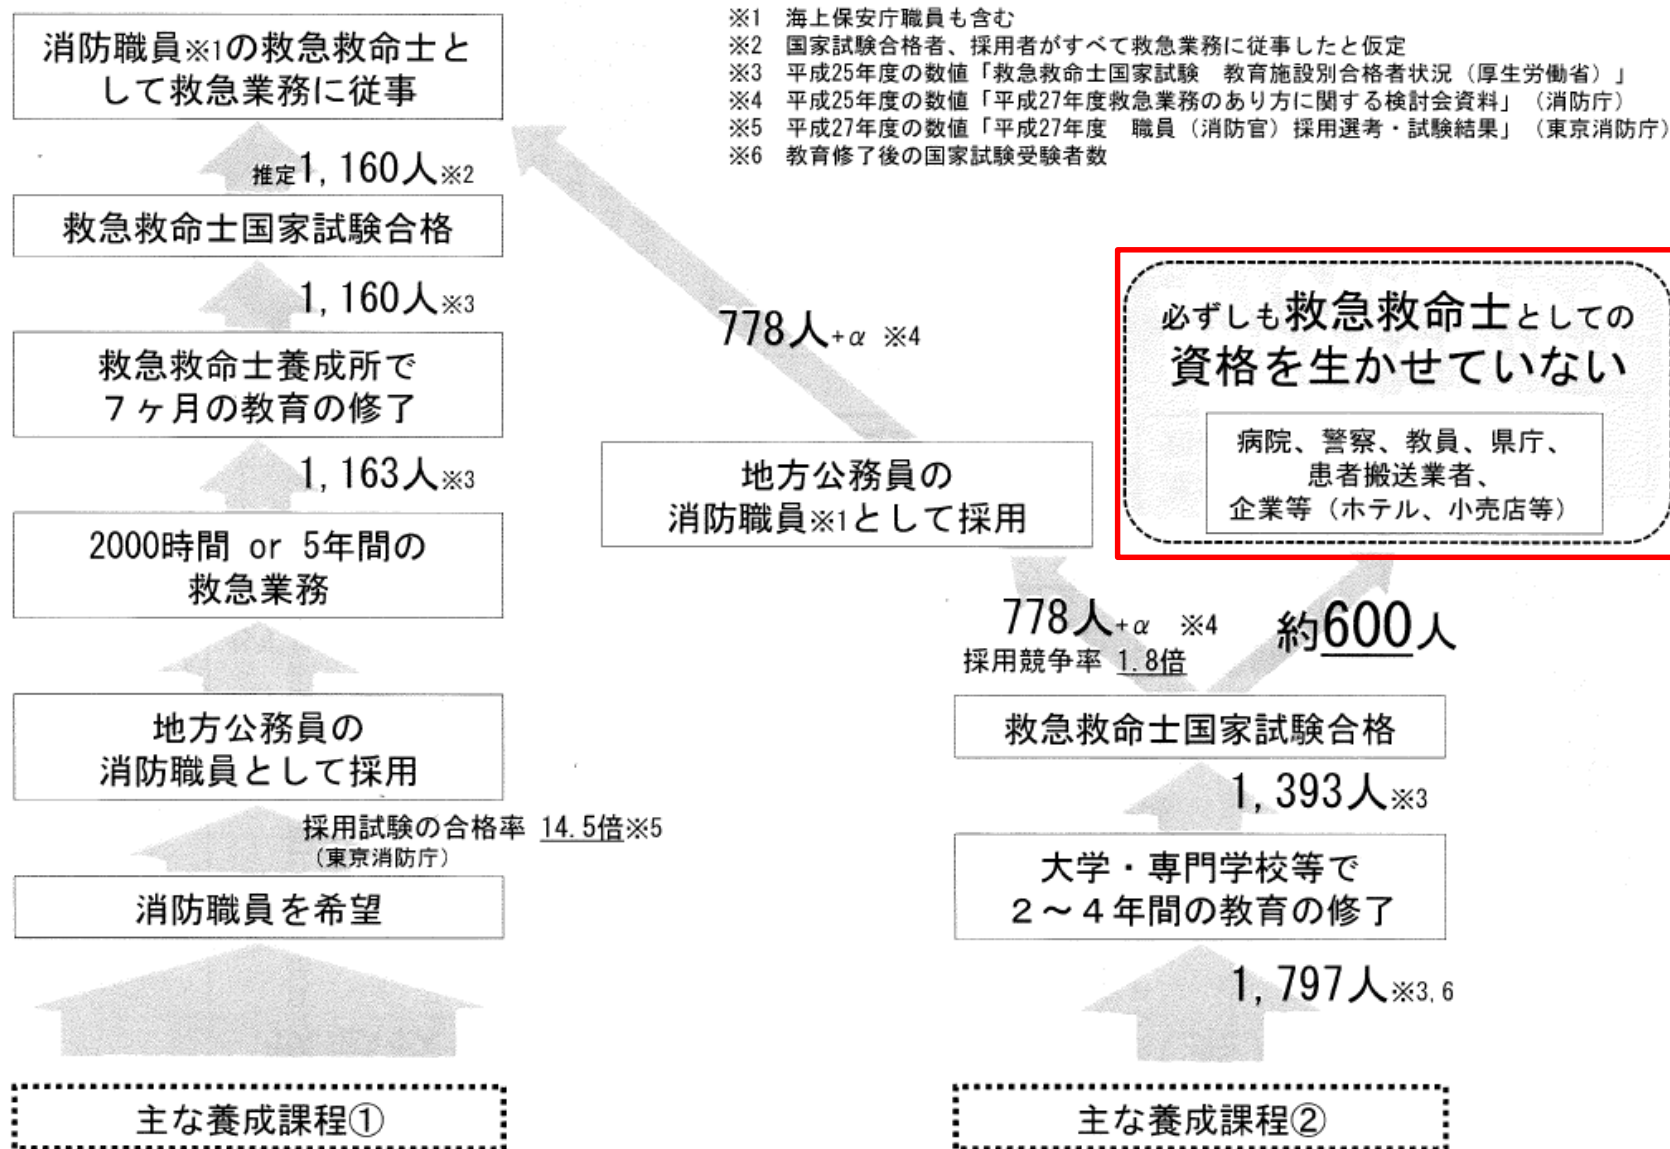 ※1 海上保安庁職員も含む
※2 国家試験合格者、採用者がすべて救急業務に従事したと仮定
※3 平成25年度の数値「救急救命士国家試験 教育施設別合格者状況（厚生労働省）」
※4 平成25年度の数値「平成27年度救急業務のあり方に関する検討会資料」（消防庁）
※5 平成27年度の数値「平成27年度 職員（消防官）採用選考・試験結果」（東京消防庁）
※6 教育修了後の国家試験受験者数
消防職員※1の救急救命士と
して救急業務に従事
推定1,160人※2
救急救命士国家試験合格
1,160人※3
救急救命士養成所で
７ヶ月の教育の修了
1,163人※3
2000時間 or 5年間の
救急業務
地方公務員の
消防職員として採用
採用試験の合格率 14.5倍※5
（東京消防庁）
消防職員を希望
主な養成課程①
778人+α ※4
地方公務員の
消防職員※1として採用
必ずしも救急救命士としての
資格を生かせていない
病院、警察、教員、県庁、
患者搬送業者、
企業等（ホテル、小売店等）
778人+α ※4
採用競争率 1.8倍
約600人
救急救命士国家試験合格
1,393人※3
大学・専門学校等で
２～４年間の教育の修了
1,797人※3,6
主な養成課程②